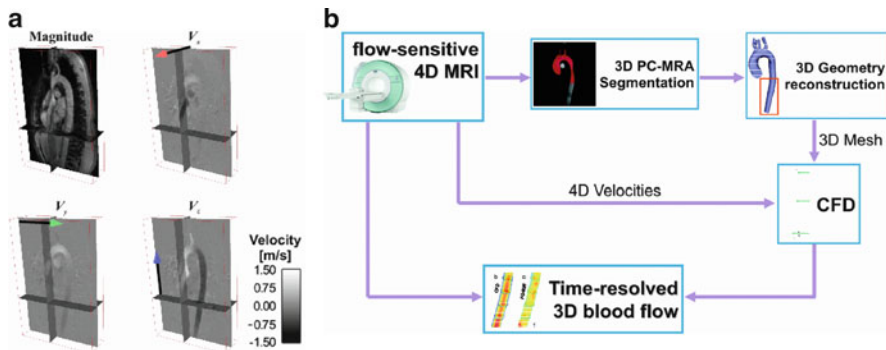 a
Magnitude
Vx
Vy
Vz
Velocity
[m/s]
1.50
0.75
0.00
-0.75
-1.50
b
flow-sensitive
4D MRI
3D PC-MRA
Segmentation
3D Geometry
reconstruction
3D Mesh
4D Velocities
CFD
Time-resolved
3D blood flow